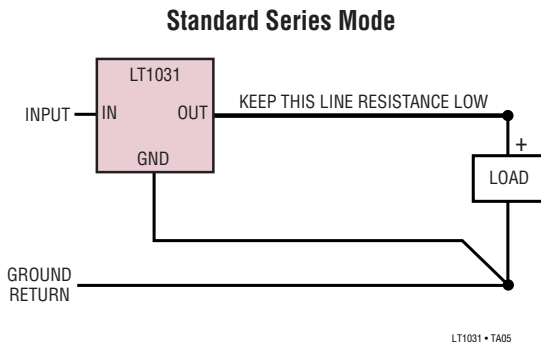 Standard Series Mode
LT1031
INPUT
IN
OUT
KEEP THIS LINE RESISTANCE LOW
GND
+
LOAD
GROUND
RETURN
LT1031 • TA05